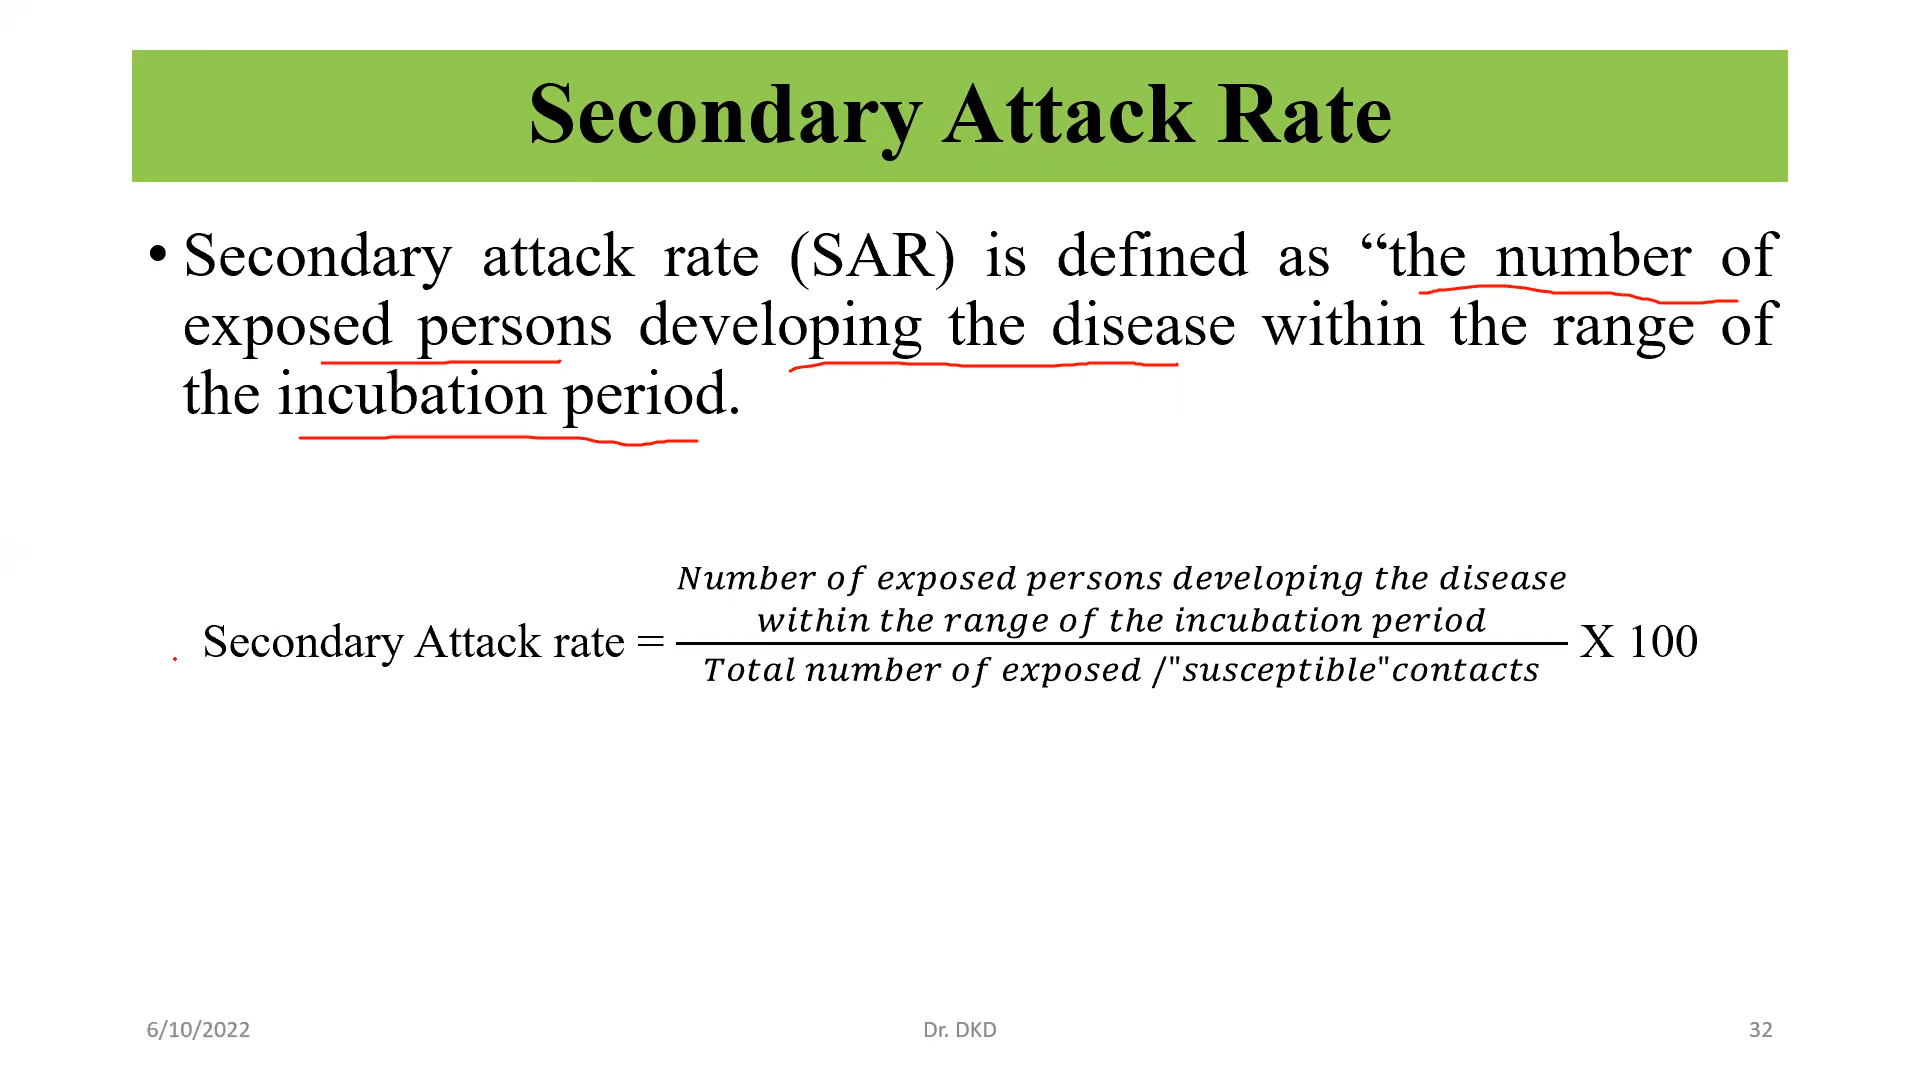 Secondary Attack Rate
• Secondary attack rate (SAR) is defined as “the number of
exposed persons developing the disease within the range of
the incubation period.
Number of exposed persons developing the disease
within the range of the incubation period
Secondary Attack rate = X 100
Total number of exposed /"susceptible"contacts
6/10/2022
Dr. DKD
32